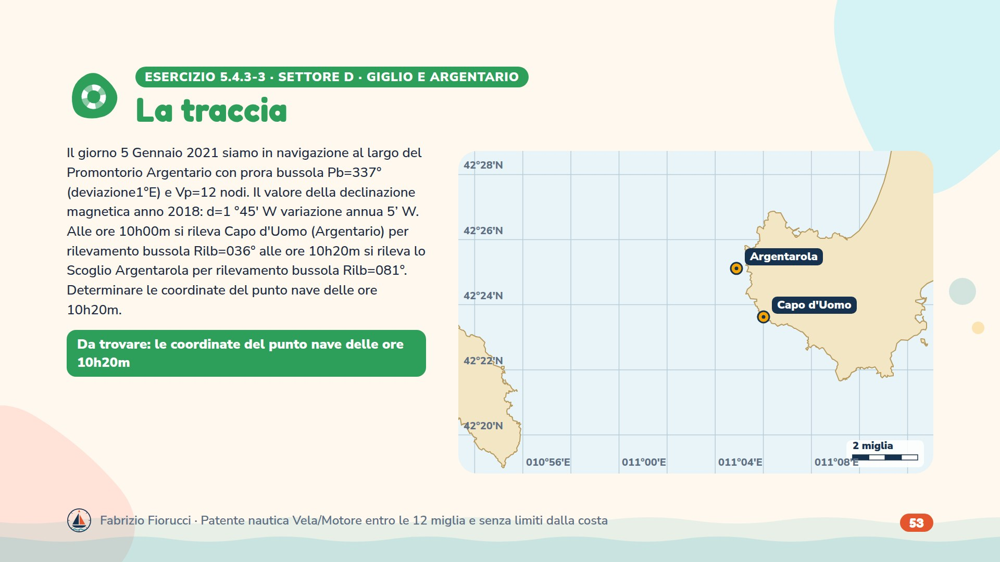 ESERCIZIO 5.4.3-3 · SETTORE D · GIGLIO E ARGENTARIO
La traccia
Il giorno 5 Gennaio 2021 siamo in navigazione al largo del
Promontorio Argentario con prora bussola Pb=337°
(deviazione1°E) e Vp=12 nodi. Il valore della declinazione
magnetica anno 2018: d=1 °45' W variazione annua 5’ W.
Alle ore 10h00m si rileva Capo d'Uomo (Argentario) per
rilevamento bussola Rilb=036° alle ore 10h20m si rileva lo
Scoglio Argentarola per rilevamento bussola Rilb=081°.
Determinare le coordinate del punto nave delle ore
10h20m.
Da trovare: le coordinate del punto nave delle ore
10h20m
42°28'N
42°26'N
Argentarola
42°24'N
Capo d'Uomo
42°22'N
42°20'N
2 miglia
010°56'E
011°00'E
011°04'E
011°08'E
Fabrizio Fiorucci · Patente nautica Vela/Motore entro le 12 miglia e senza limiti dalla costa
53